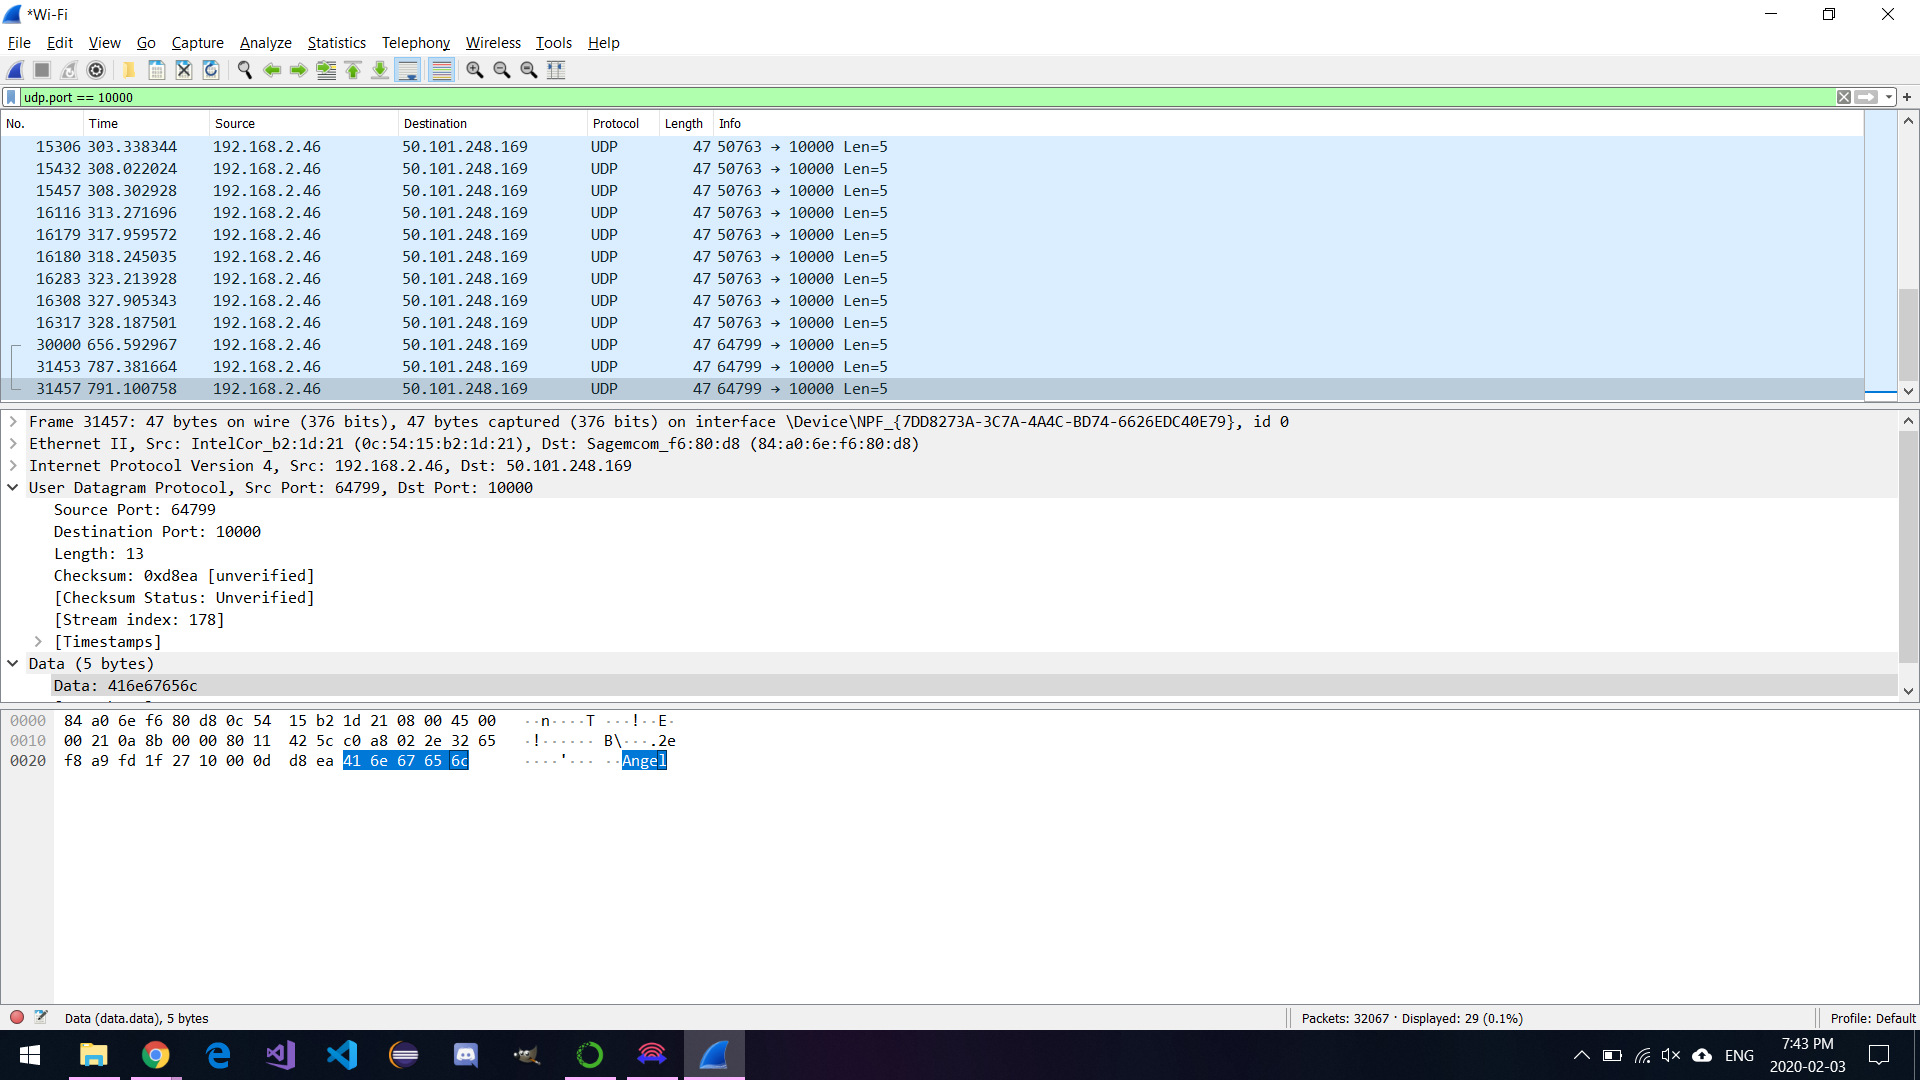 *Wi-Fi
File Edit View Go Capture Analyze Statistics Telephony Wireless Tools Help
udp.port == 10000
No. Time Source Destination Protocol Length Info
15306 303.338344 192.168.2.46 50.101.248.169 UDP 47 50763 → 10000 Len=5
15432 308.022024 192.168.2.46 50.101.248.169 UDP 47 50763 → 10000 Len=5
15457 308.302928 192.168.2.46 50.101.248.169 UDP 47 50763 → 10000 Len=5
16116 313.271696 192.168.2.46 50.101.248.169 UDP 47 50763 → 10000 Len=5
16179 317.959572 192.168.2.46 50.101.248.169 UDP 47 50763 → 10000 Len=5
16180 318.245035 192.168.2.46 50.101.248.169 UDP 47 50763 → 10000 Len=5
16283 323.213928 192.168.2.46 50.101.248.169 UDP 47 50763 → 10000 Len=5
16308 327.905343 192.168.2.46 50.101.248.169 UDP 47 50763 → 10000 Len=5
16317 328.187501 192.168.2.46 50.101.248.169 UDP 47 50763 → 10000 Len=5
30000 656.592967 192.168.2.46 50.101.248.169 UDP 47 64799 → 10000 Len=5
31453 787.381664 192.168.2.46 50.101.248.169 UDP 47 64799 → 10000 Len=5
31457 791.100758 192.168.2.46 50.101.248.169 UDP 47 64799 → 10000 Len=5
Frame 31457: 47 bytes on wire (376 bits), 47 bytes captured (376 bits) on interface \Device\NPF_{7DD8273A-3C7A-4A4C-BD74-6626EDC40E79}, id 0
Ethernet II, Src: IntelCor_b2:1d:21 (0c:54:15:b2:1d:21), Dst: Sagemcom_f6:80:d8 (84:a0:6e:f6:80:d8)
Internet Protocol Version 4, Src: 192.168.2.46, Dst: 50.101.248.169
User Datagram Protocol, Src Port: 64799, Dst Port: 10000
Source Port: 64799
Destination Port: 10000
Length: 13
Checksum: 0xd8ea [unverified]
[Checksum Status: Unverified]
[Stream index: 178]
[Timestamps]
Data (5 bytes)
Data: 416e67656c
0000 84 a0 6e f6 80 d8 0c 54 15 b2 1d 21 08 00 45 00 ··n····T ···!··E·
0010 00 21 0a 8b 00 00 80 11 42 5c c0 a8 02 2e 32 65 ·!······ B\···.2e
0020 f8 a9 fd 1f 27 10 00 0d d8 ea 41 6e 67 65 6c ····'··· ··Angel
Data (data.data), 5 bytes
Packets: 32067 · Displayed: 29 (0.1%)
Profile: Default
ENG
7:43 PM
2020-02-03